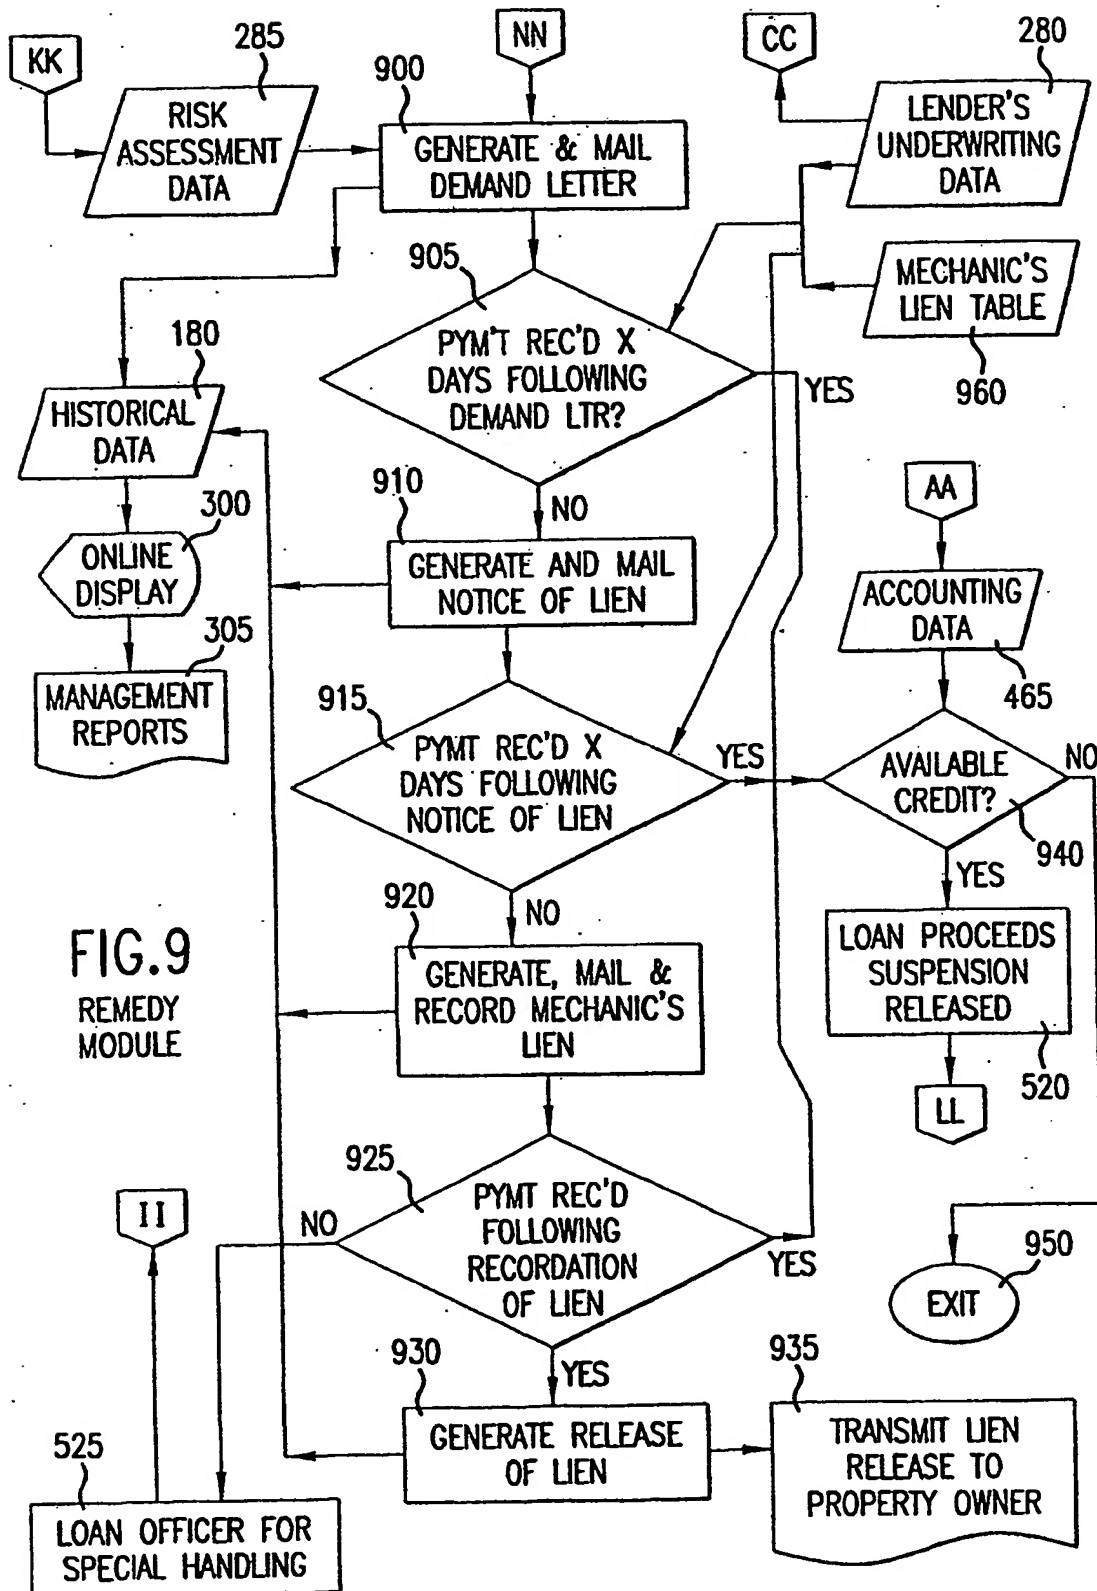 KK
285
NN
CC
280
900
RISK
ASSESSMENT
DATA
GENERATE & MAIL
DEMAND LETTER
LENDER'S
UNDERWRITING
DATA
905
MECHANIC'S
LIEN TABLE
960
PYM'T REC'D X
DAYS FOLLOWING
DEMAND LTR?
YES
180
HISTORICAL
DATA
910
NO
AA
300
ONLINE
DISPLAY
GENERATE AND MAIL
NOTICE OF LIEN
ACCOUNTING
DATA
465
305
MANAGEMENT
REPORTS
915
PYMT REC'D X
DAYS FOLLOWING
NOTICE OF LIEN
YES
AVAILABLE
CREDIT?
NO
940
YES
920
NO
FIG.9
REMEDY
MODULE
GENERATE, MAIL &
RECORD MECHANIC'S
LIEN
LOAN PROCEEDS
SUSPENSION
RELEASED
520
LL
925
II
NO
PYMT REC'D
FOLLOWING
RECORDATION
OF LIEN
YES
950
EXIT
930
YES
935
GENERATE RELEASE
OF LIEN
TRANSMIT LIEN
RELEASE TO
PROPERTY OWNER
525
LOAN OFFICER FOR
SPECIAL HANDLING